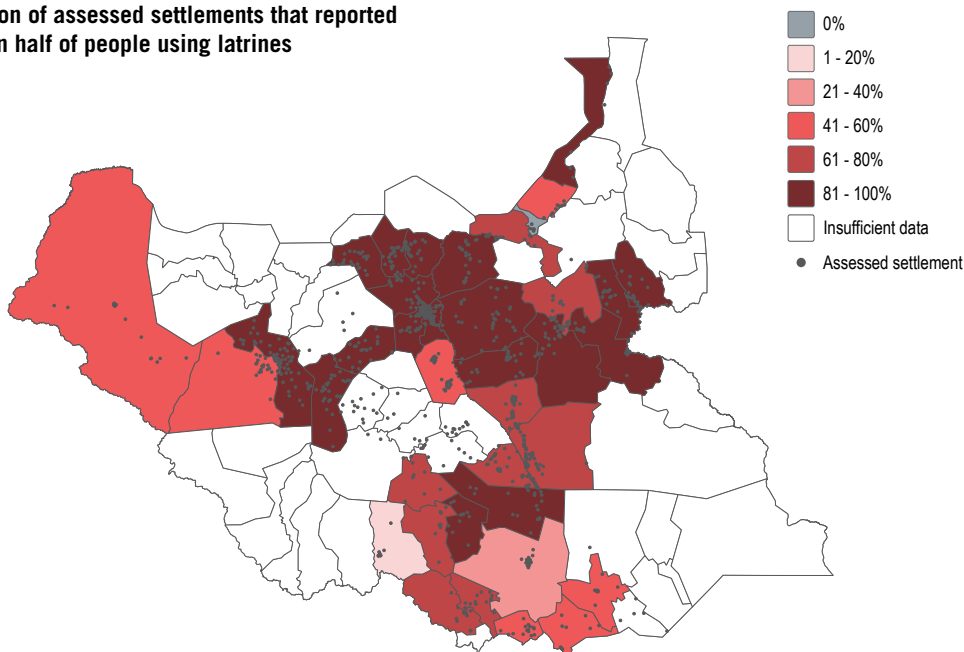 of assessed settlements that reported
half of people using latrines
0%
1 - 20%
21 - 40%
41 - 60%
61 - 80%
81 - 100%
Insufficient data
Assessed settlement